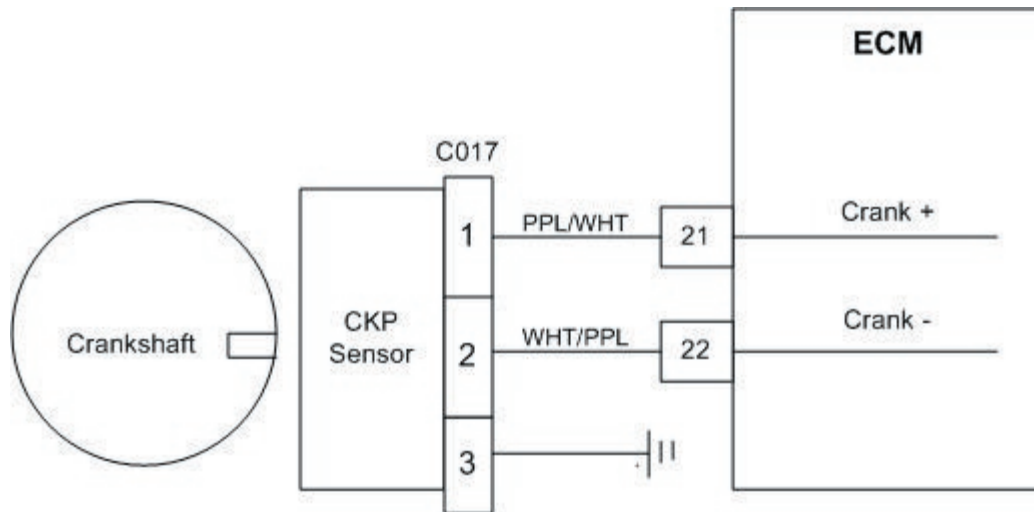 ECM
C017
1
PPL/WHT
21
Crank +
Crankshaft
CKP
Sensor
2
WHT/PPL
22
Crank -
3